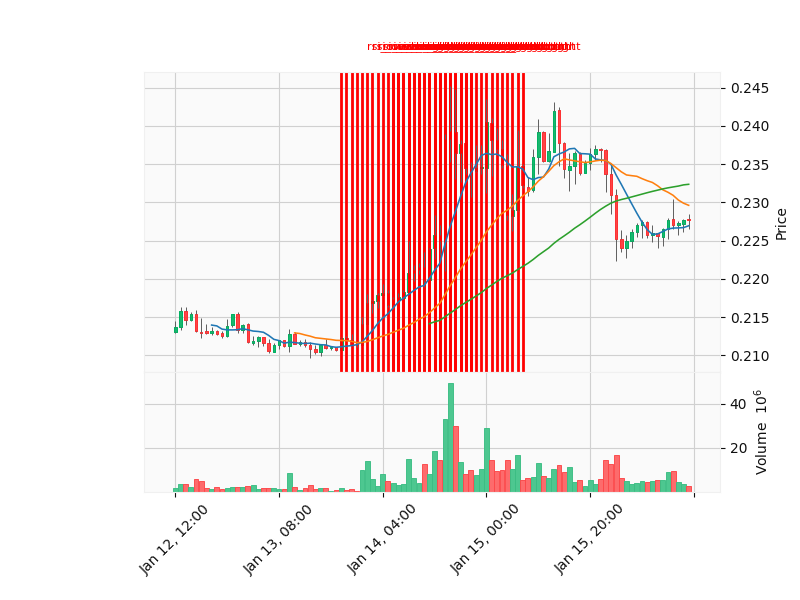 0.245
0.240
0.235
0.230
0.225
0.220
0.215
0.210
Price
40
20
Volume 10⁶
Jan 12, 12:00
Jan 13, 08:00
Jan 14, 04:00
Jan 15, 00:00
Jan 15, 20:00